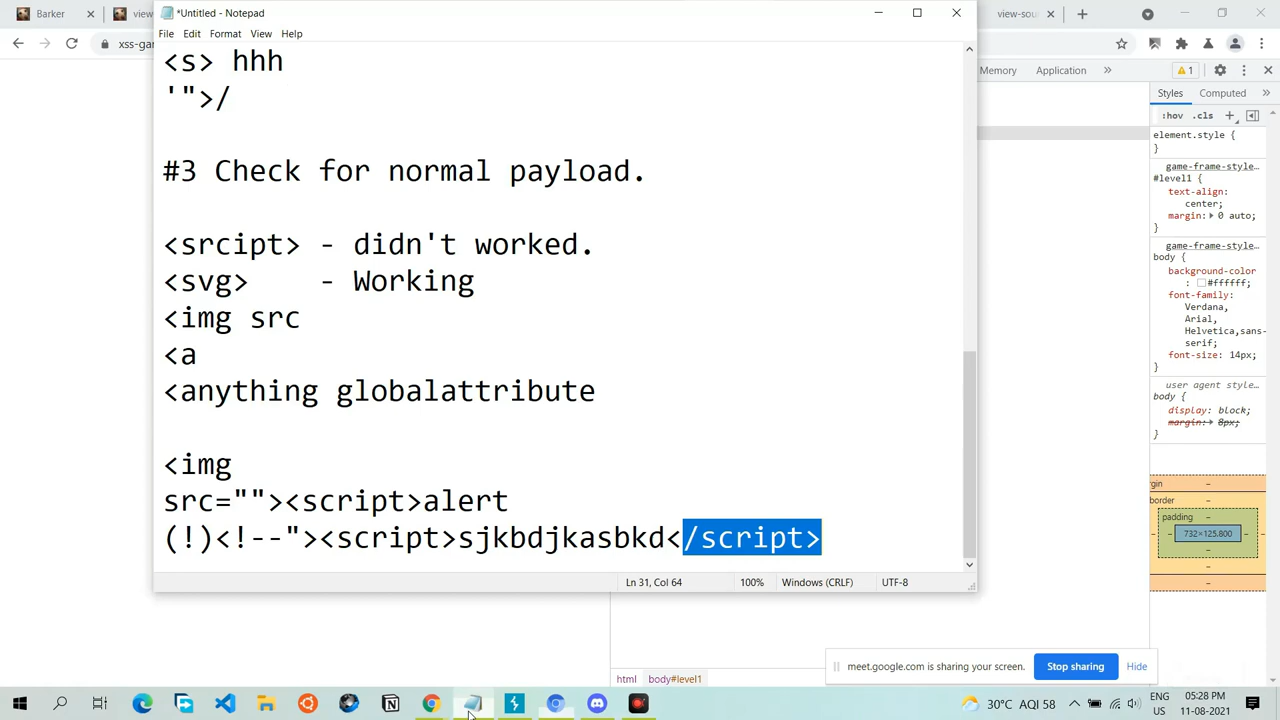 Barker
view
*Untitled - Notepad
view-sou
xss-gar
File Edit Format View Help
Memory Application
1
Styles Computed
:hov .cls
element.style {
}
game-frame-style…
#level1 {
text-align:
center;
margin: 0 auto;
}
game-frame-style…
body {
background-color
: #ffffff;
font-family:
Verdana,
Arial,
Helvetica,sans-
serif;
font-size: 14px;
}
user agent style…
body {
display: block;
margin: 8px;
}
<s> hhh
'">/
#3 Check for normal payload.
<srcipt> - didn't worked.
<svg>    - Working
<img src
<a
<anything globalattribute
<img
src=""><script>alert
(!)<!--"><script>sjkbdjkasbkd</script>
Ln 31, Col 64 100% Windows (CRLF) UTF-8
rgin –
border –
padding –
– 732×125.800 –
–
–
–
meet.google.com is sharing your screen. Stop sharing Hide
html body#level1
30°C AQI 58
ENG
US
05:28 PM
11-08-2021